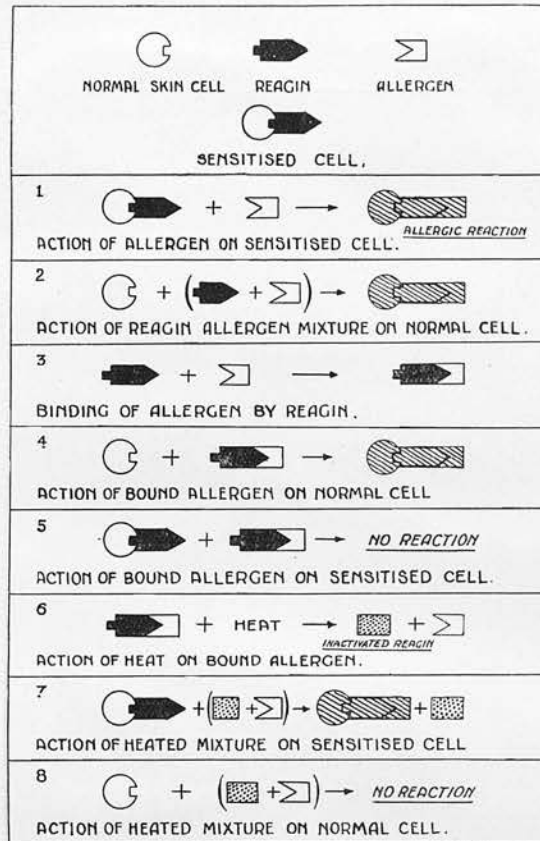 NORMAL SKIN CELL REAGIN ALLERGEN
SENSITISED CELL,
1
+ →
ALLERGIC REACTION
ACTION OF ALLERGEN ON SENSITISED CELL.
2
+ ( + ) →
ACTION OF REAGIN ALLERGEN MIXTURE ON NORMAL CELL.
3
+ →
BINDING OF ALLERGEN BY REAGIN.
4
+ →
ACTION OF BOUND ALLERGEN ON NORMAL CELL
5
+ → NO REACTION
ACTION OF BOUND ALLERGEN ON SENSITISED CELL.
6
+ HEAT → +
INACTIVATED REAGIN
ACTION OF HEAT ON BOUND ALLERGEN.
7
+ ( + ) → +
ACTION OF HEATED MIXTURE ON SENSITISED CELL
8
+ ( + ) → NO REACTION
ACTION OF HEATED MIXTURE ON NORMAL CELL.